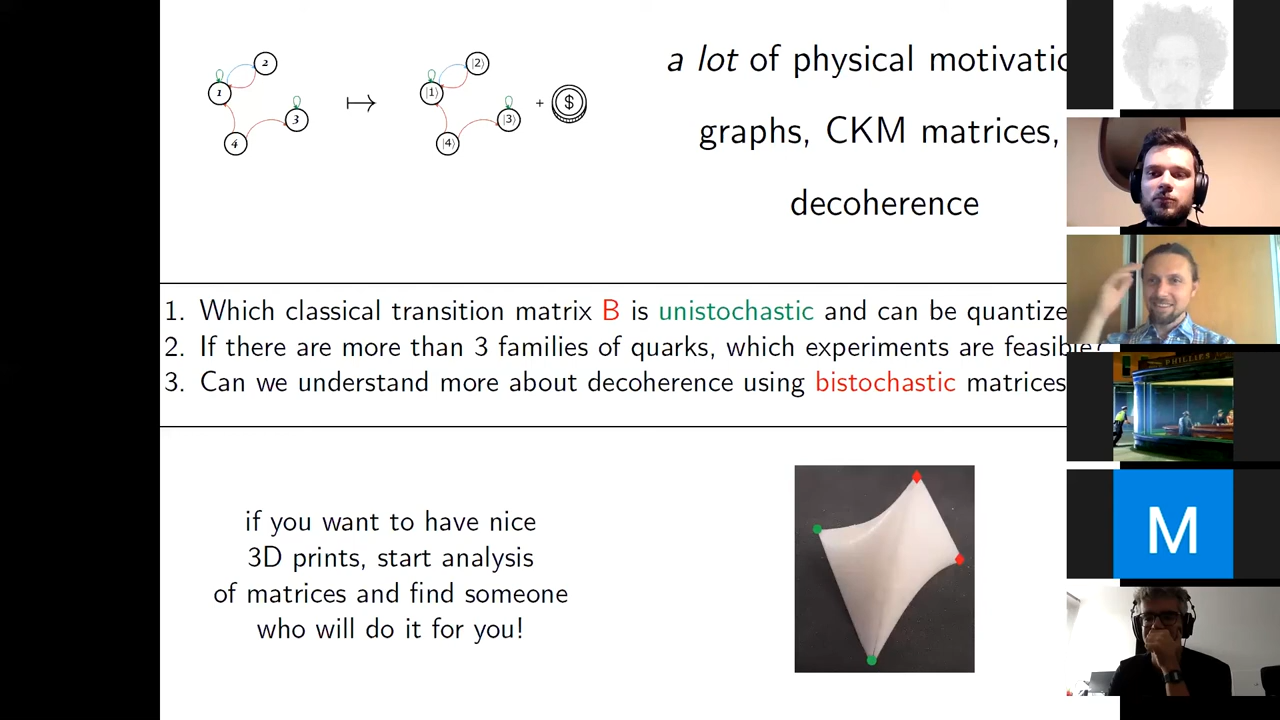 1
2
3
4
↦
|1⟩
|2⟩
|3⟩
|4⟩
+ $
a lot of physical motivatio
graphs, CKM matrices,
decoherence
1. Which classical transition matrix B is unistochastic and can be quantize
2. If there are more than 3 families of quarks, which experiments are feasible?
3. Can we understand more about decoherence using bistochastic matrices
if you want to have nice
3D prints, start analysis
of matrices and find someone
who will do it for you!
PHILLIES
M